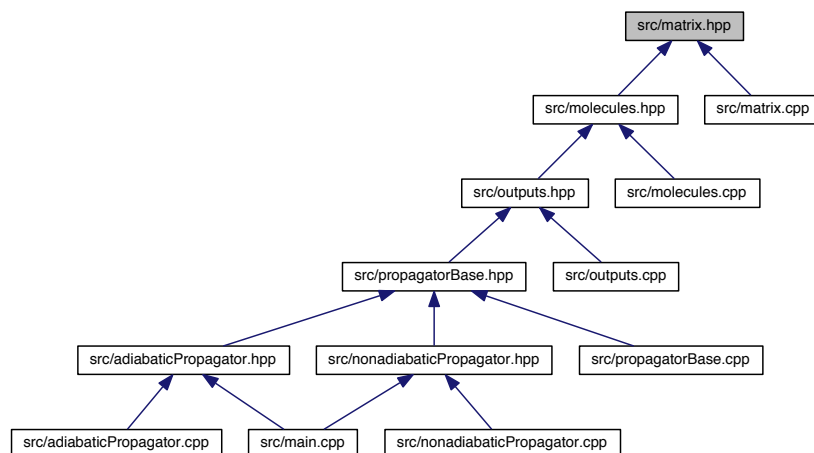 src/matrix.hpp
src/molecules.hpp
src/matrix.cpp
src/outputs.hpp
src/molecules.cpp
src/propagatorBase.hpp
src/outputs.cpp
src/adiabaticPropagator.hpp
src/nonadiabaticPropagator.hpp
src/propagatorBase.cpp
src/adiabaticPropagator.cpp
src/main.cpp
src/nonadiabaticPropagator.cpp